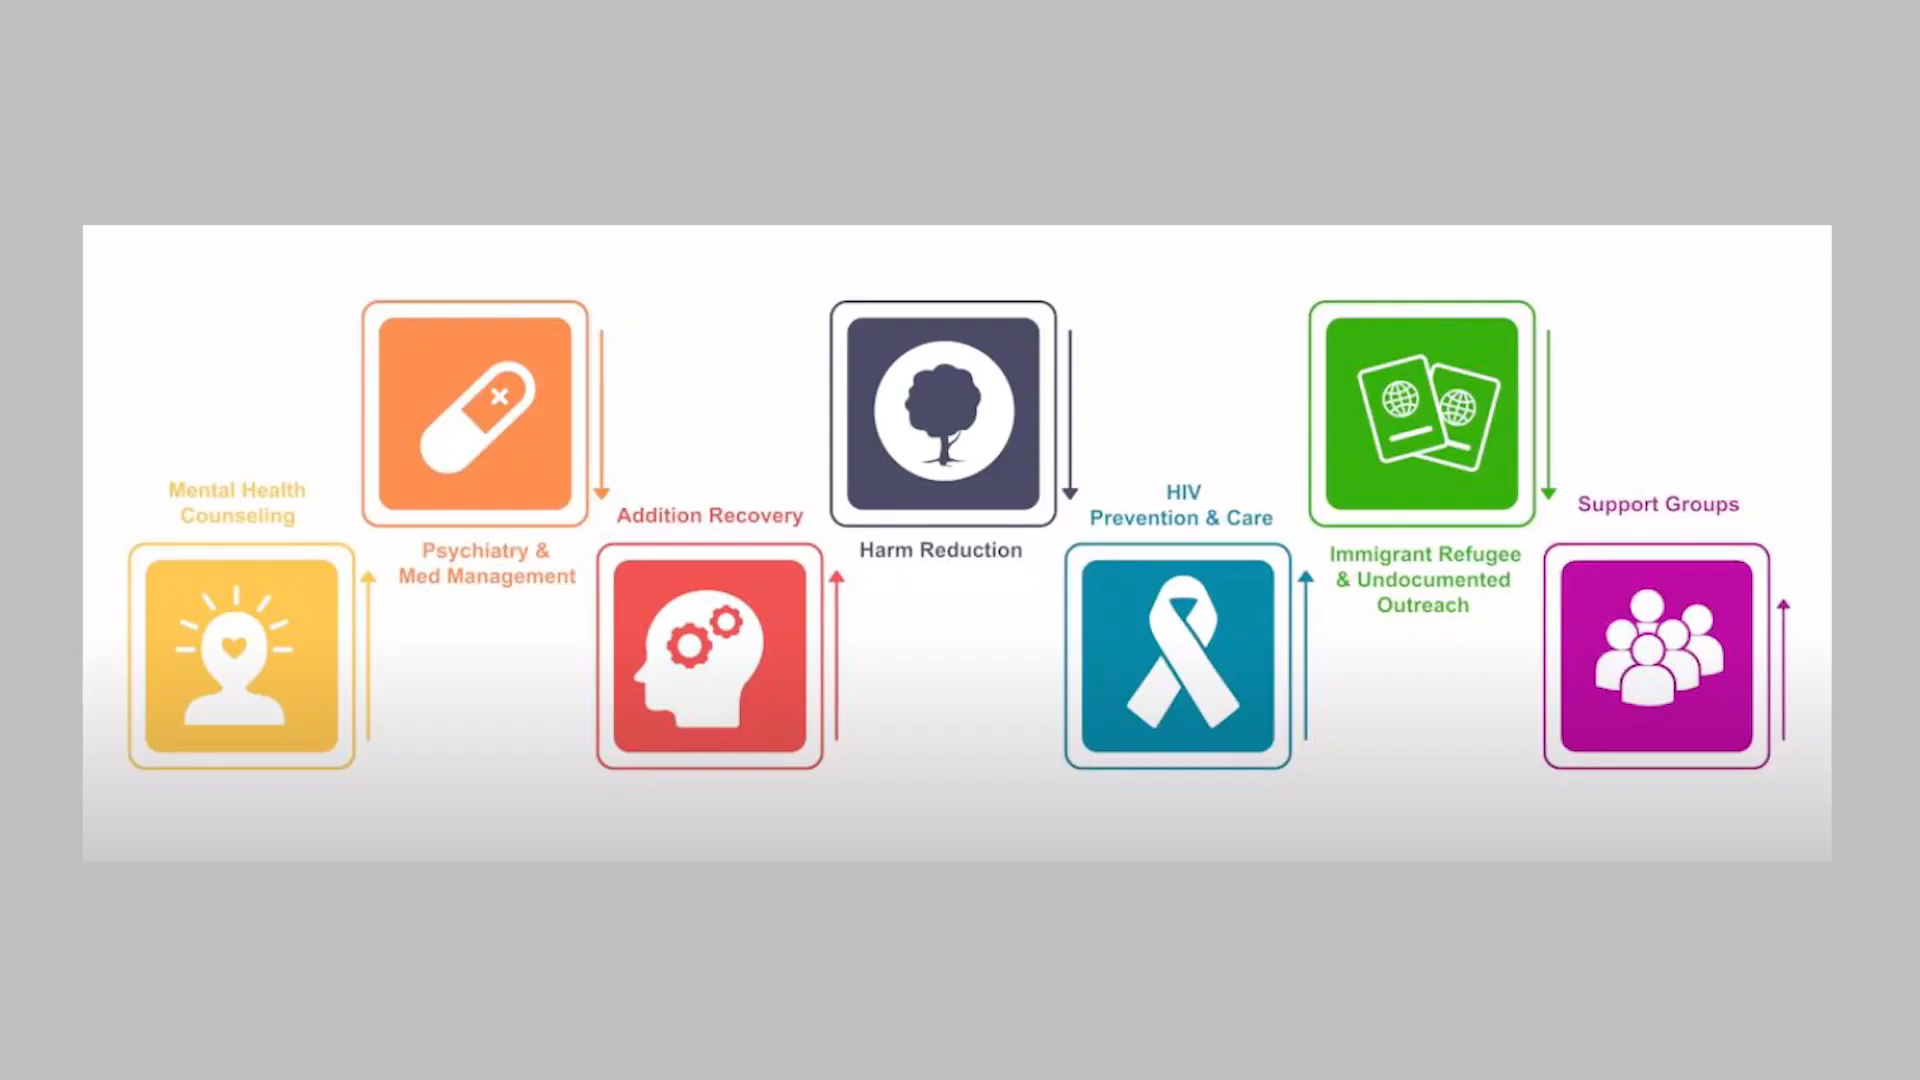 Mental Health
Counseling
Psychiatry &
Med Management
Addition Recovery
Harm Reduction
HIV
Prevention & Care
Immigrant Refugee
& Undocumented
Outreach
Support Groups